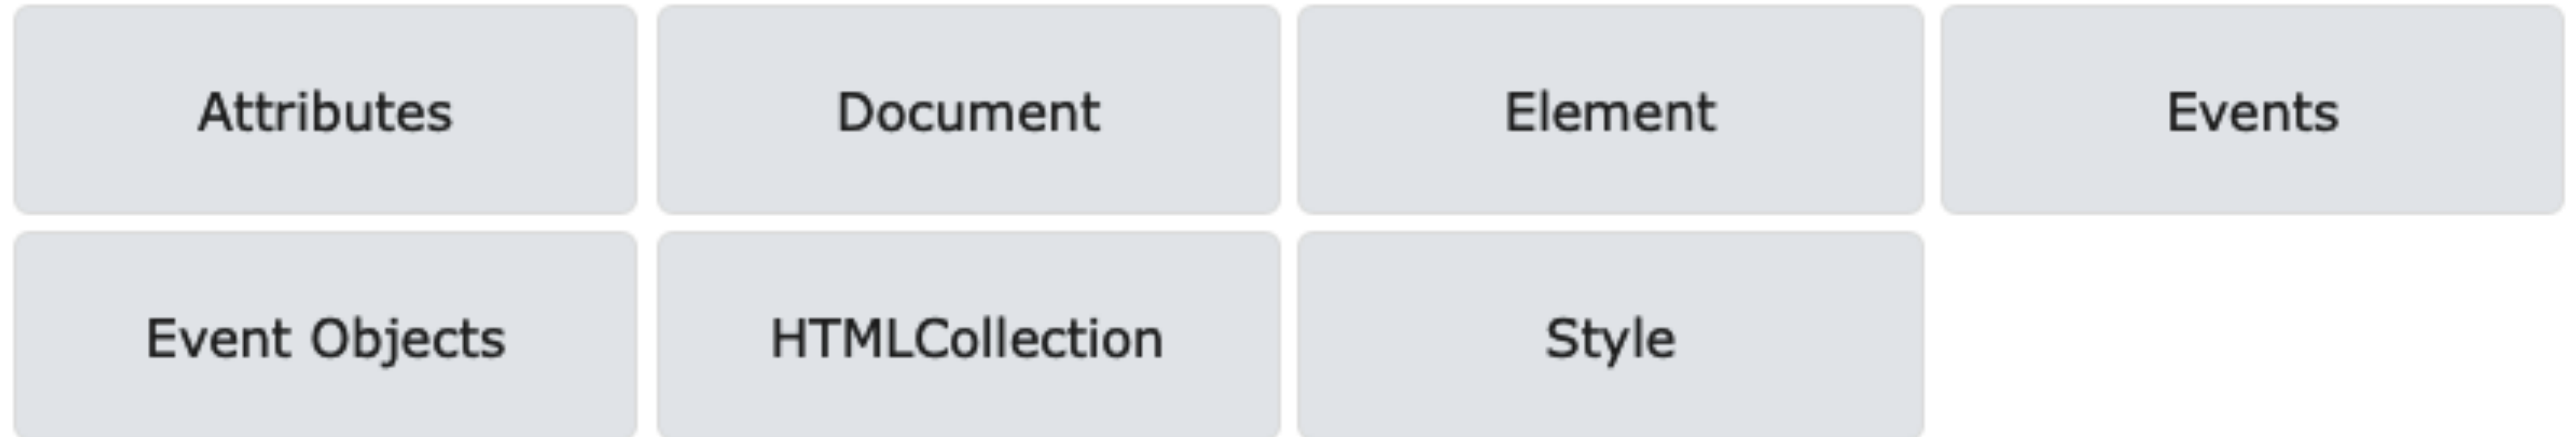 Attributes
Document
Element
Events
Event Objects
HTMLCollection
Style